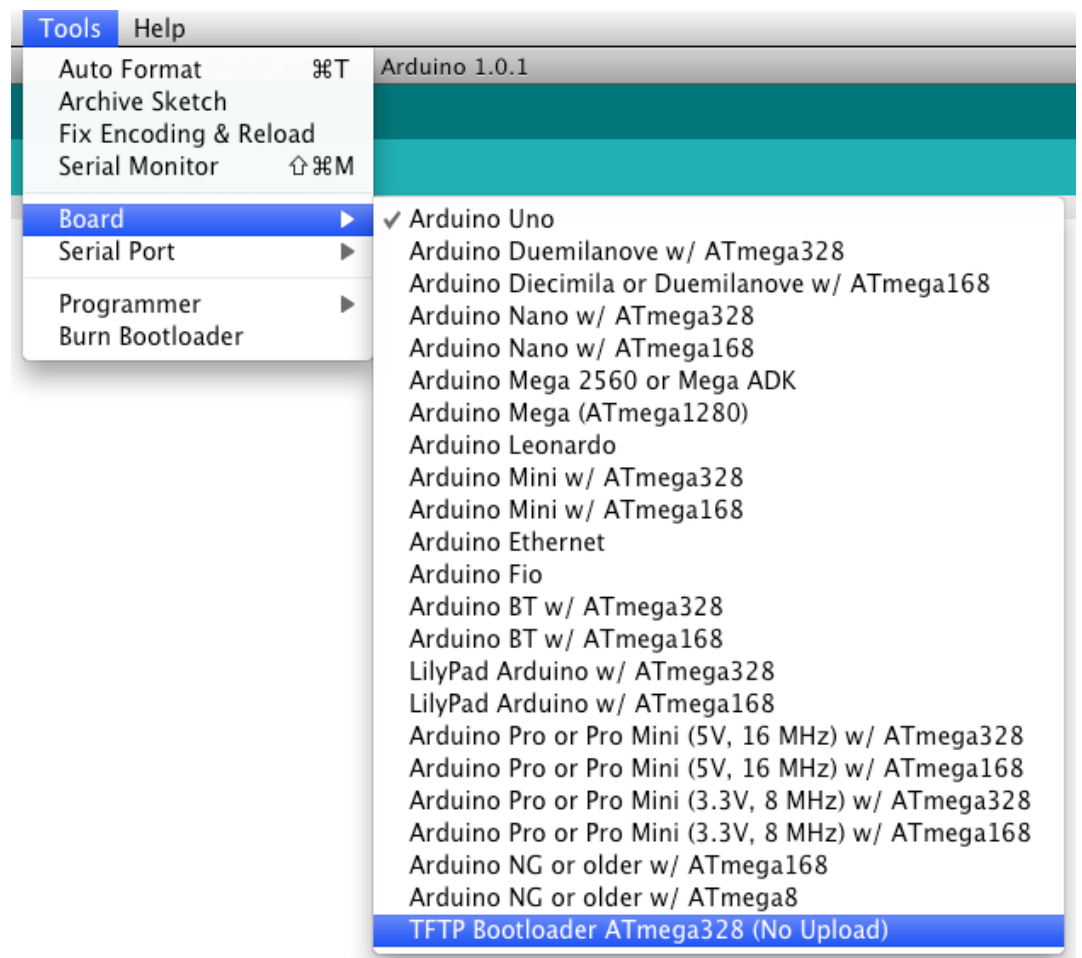 Tools Help
Auto Format ⌘T
Arduino 1.0.1
Archive Sketch
Fix Encoding & Reload
Serial Monitor ⇧⌘M
Board
Serial Port
Programmer
Burn Bootloader
✓ Arduino Uno
Arduino Duemilanove w/ ATmega328
Arduino Diecimila or Duemilanove w/ ATmega168
Arduino Nano w/ ATmega328
Arduino Nano w/ ATmega168
Arduino Mega 2560 or Mega ADK
Arduino Mega (ATmega1280)
Arduino Leonardo
Arduino Mini w/ ATmega328
Arduino Mini w/ ATmega168
Arduino Ethernet
Arduino Fio
Arduino BT w/ ATmega328
Arduino BT w/ ATmega168
LilyPad Arduino w/ ATmega328
LilyPad Arduino w/ ATmega168
Arduino Pro or Pro Mini (5V, 16 MHz) w/ ATmega328
Arduino Pro or Pro Mini (5V, 16 MHz) w/ ATmega168
Arduino Pro or Pro Mini (3.3V, 8 MHz) w/ ATmega328
Arduino Pro or Pro Mini (3.3V, 8 MHz) w/ ATmega168
Arduino NG or older w/ ATmega168
Arduino NG or older w/ ATmega8
TFTP Bootloader ATmega328 (No Upload)